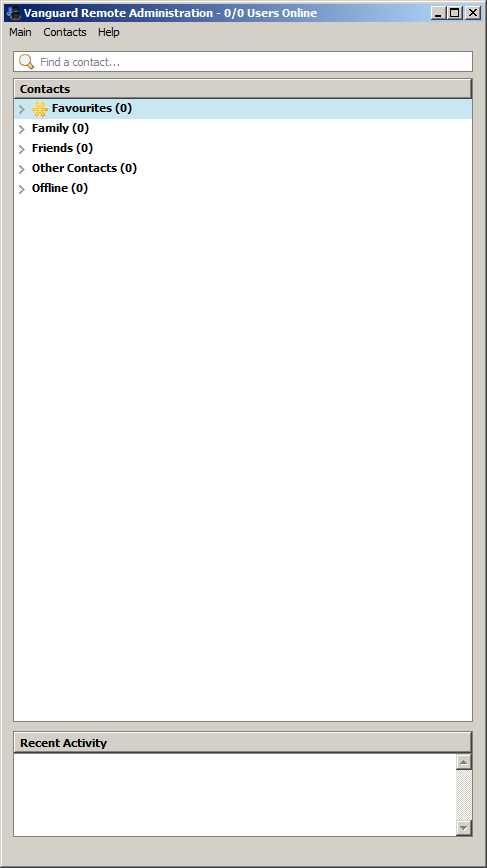 Vanguard Remote Administration - 0/0 Users Online
Main Contacts Help
Find a contact...
Contacts
Favourites (0)
Family (0)
Friends (0)
Other Contacts (0)
Offline (0)
Recent Activity